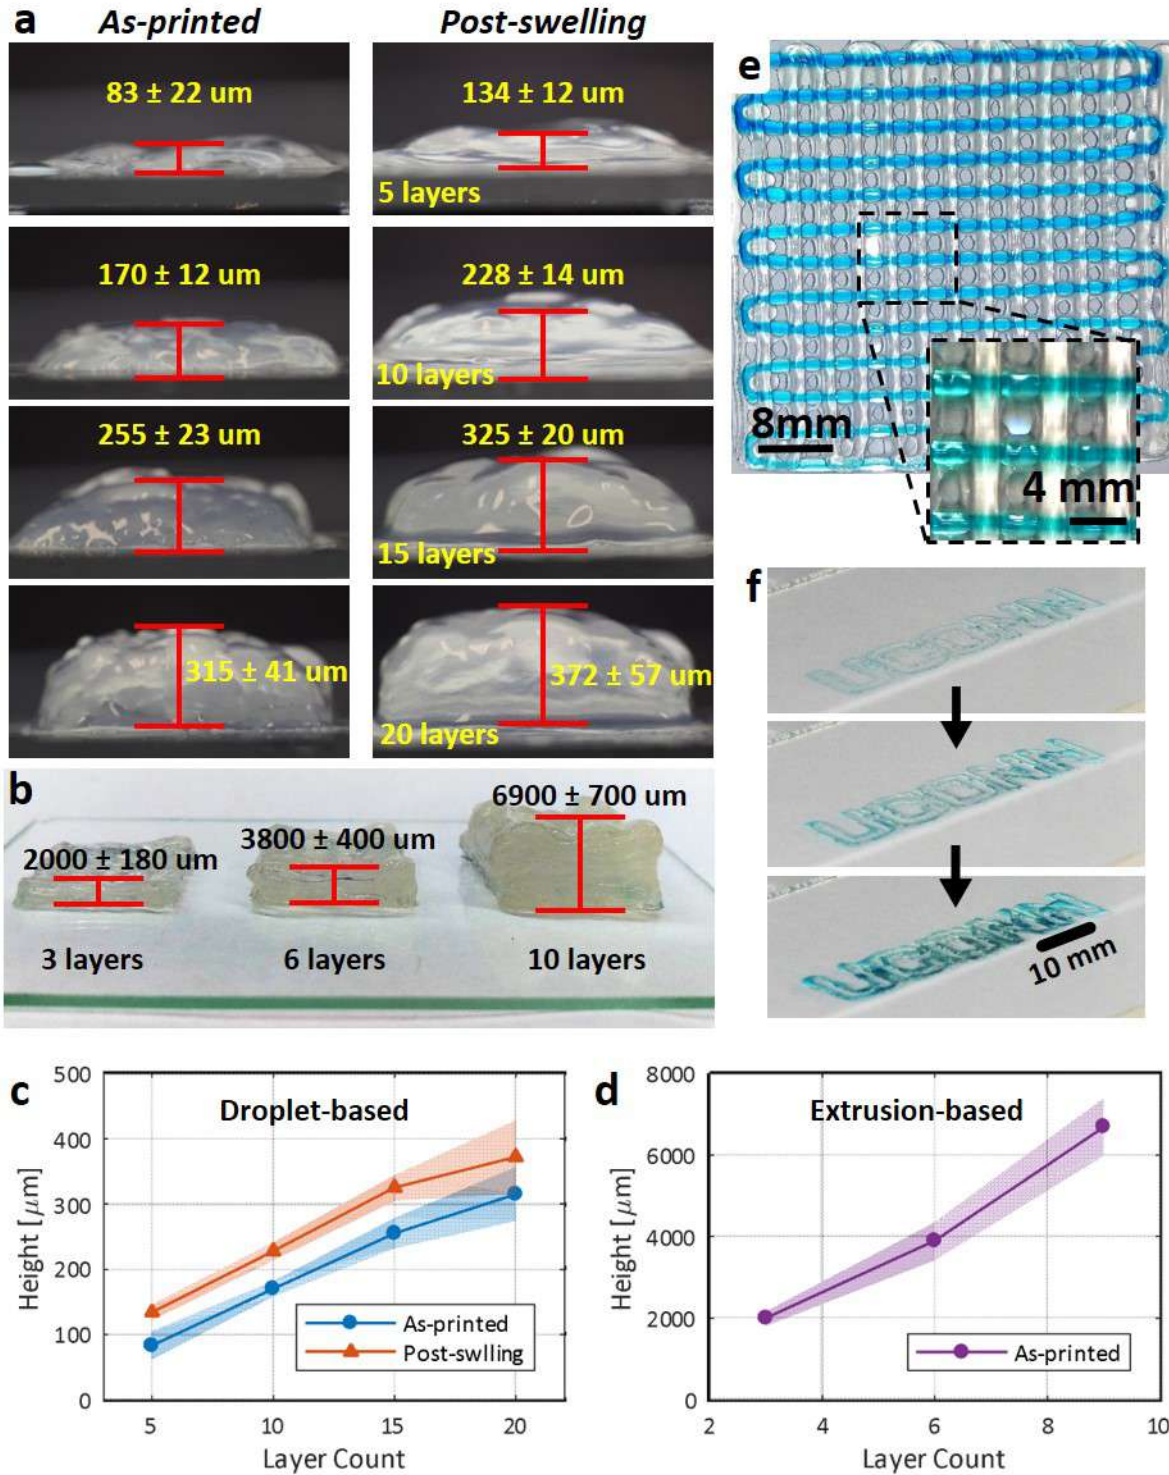 a As-printed Post-swelling
83 ± 22 um
134 ± 12 um
5 layers
170 ± 12 um
228 ± 14 um
10 layers
255 ± 23 um
325 ± 20 um
15 layers
315 ± 41 um
372 ± 57 um
20 layers
b
2000 ± 180 um
3800 ± 400 um
6900 ± 700 um
3 layers
6 layers
10 layers
e
8mm
4 mm
f
UCONN
UCONN
UCONN
10 mm
c
Droplet-based
500
400
300
200
100
0
Height [μm]
As-printed
Post-swlling
5 10 15 20
Layer Count
d
Extrusion-based
8000
6000
4000
2000
0
Height [μm]
As-printed
2 4 6 8 10
Layer Count